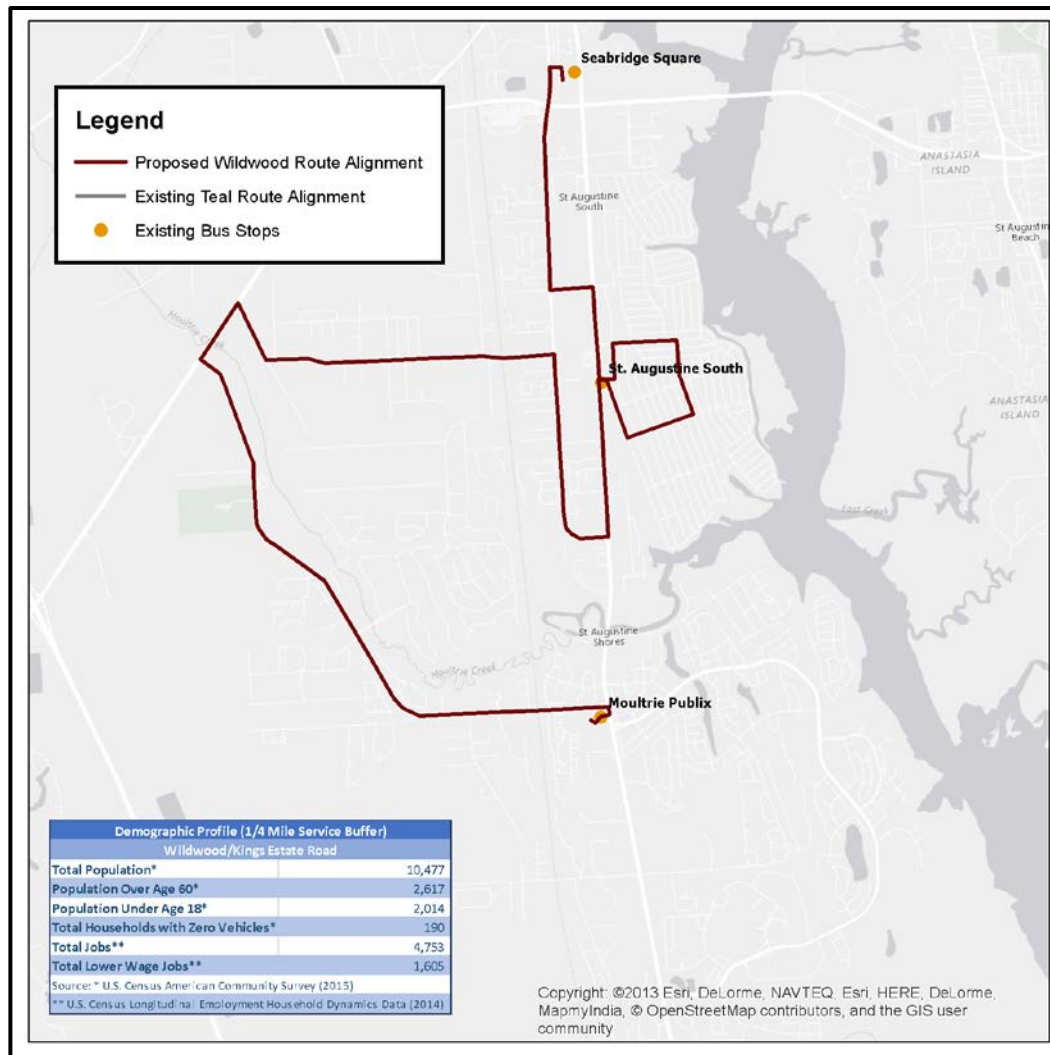 Seabridge Square
Legend
Proposed Wildwood Route Alignment
Existing Teal Route Alignment
Existing Bus Stops
ANASTASIA
ISLAND
St Augustine
South
St Augustin
Beach
Moultrie Creek
St. Augustine South
ANASTASIA
ISLAND
East Creek
St Augustine
Shores
Moultrie Creek
Moultrie Publix
Demographic Profile (1/4 Mile Service Buffer)
Wildwood/Kings Estate Road
Total Population* 10,477
Population Over Age 60* 2,617
Population Under Age 18* 2,014
Total Households with Zero Vehicles* 190
Total Jobs** 4,753
Total Lower Wage Jobs** 1,605
Source: * U.S. Census American Community Survey (2015)
** U.S. Census Longitudinal Employment Household Dynamics Data (2014)
Copyright: ©2013 Esri, DeLorme, NAVTEQ, Esri, HERE, DeLorme,
MapmyIndia, © OpenStreetMap contributors, and the GIS user
community